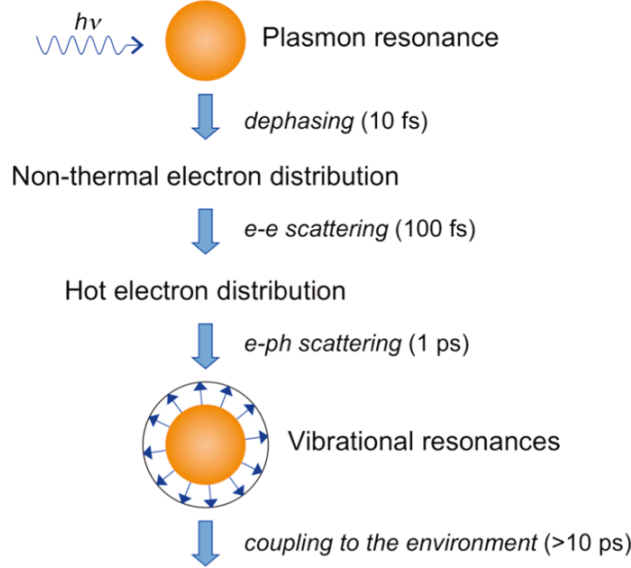 hν
Plasmon resonance
dephasing (10 fs)
Non-thermal electron distribution
e-e scattering (100 fs)
Hot electron distribution
e-ph scattering (1 ps)
Vibrational resonances
coupling to the environment (>10 ps)